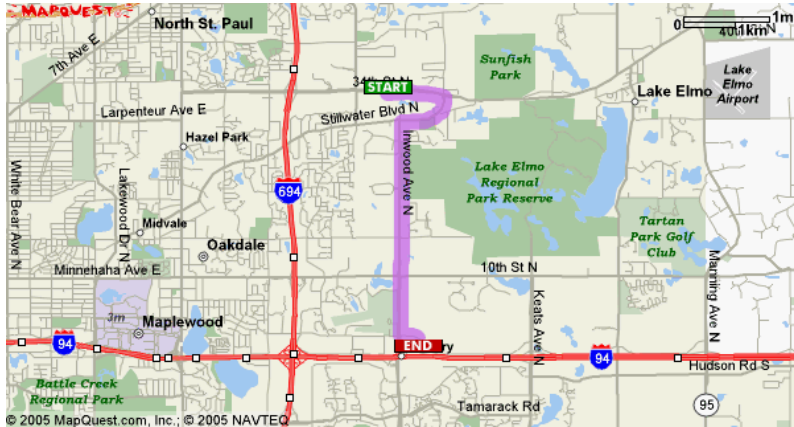 MAPQUEST
North St. Paul
7th Ave E
34th St N
START
Larpenteur Ave E
Stillwater Blvd N
Hazel Park
Sunfish
Park
0
1m
1km
Lake Elmo
Lake
Elmo
Airport
White Bear Ave N
Lakewood Dr N
694
Inwood Ave N
Lake Elmo
Regional
Park Reserve
Midvale
Oakdale
Tartan
Park Golf
Club
Minnehaha Ave E
10th St N
Manning Ave N
Keats Ave N
3m
Maplewood
94
END
ry
94
Hudson Rd S
Battle Creek
Regional Park
Tamarack Rd
95
© 2005 MapQuest.com, Inc.; © 2005 NAVTEQ